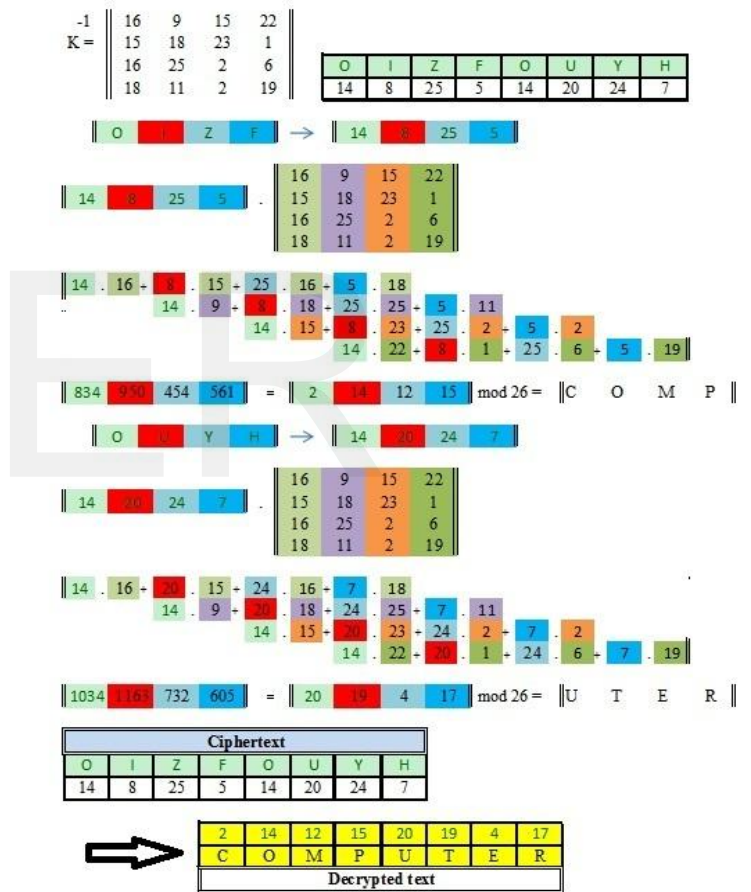 -1
K =
16 9 15 22
15 18 23 1
16 25 2 6
18 11 2 19
O I Z F O U Y H
14 8 25 5 14 20 24 7
O I Z F → 14 8 25 5
14 8 25 5 .
16 9 15 22
15 18 23 1
16 25 2 6
18 11 2 19
14 . 16 + 8 . 15 + 25 . 16 + 5 . 18
.. 14 . 9 + 8 . 18 + 25 . 25 + 5 . 11
14 . 15 + 8 . 23 + 25 . 2 + 5 . 2
14 . 22 + 8 . 1 + 25 . 6 + 5 . 19
834 950 454 561 = 2 14 12 15 mod 26 = C O M P
O U Y H → 14 20 24 7
14 20 24 7 .
16 9 15 22
15 18 23 1
16 25 2 6
18 11 2 19
14 . 16 + 20 . 15 + 24 . 16 + 7 . 18
14 . 9 + 20 . 18 + 24 . 25 + 7 . 11
14 . 15 + 20 . 23 + 24 . 2 + 7 . 2
14 . 22 + 20 . 1 + 24 . 6 + 7 . 19
1034 1163 732 605 = 20 19 4 17 mod 26 = U T E R
Ciphertext
O I Z F O U Y H
14 8 25 5 14 20 24 7
2 14 12 15 20 19 4 17
C O M P U T E R
Decrypted text
ER